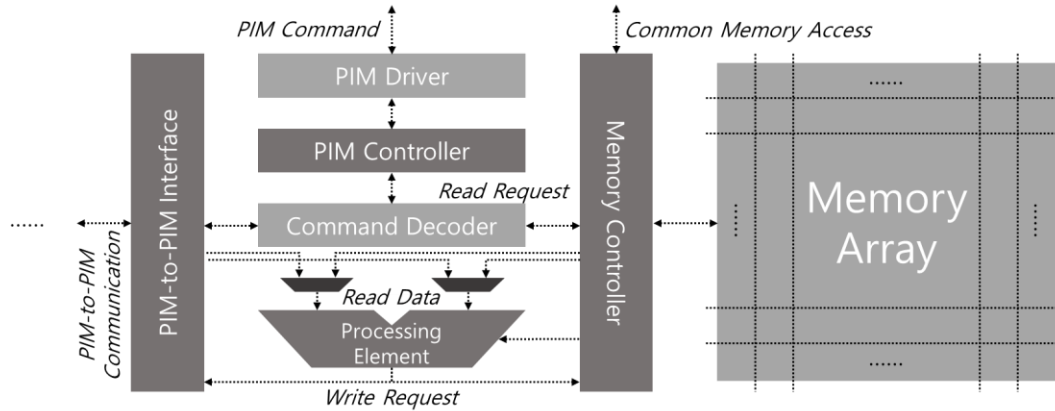 PIM Command
Common Memory Access
PIM Driver
......
PIM Controller
Read Request
Command Decoder
......
PIM-to-PIM
Communication
PIM-to-PIM Interface
Memory Controller
Memory
Array
......
......
Read Data
Processing
Element
......
Write Request